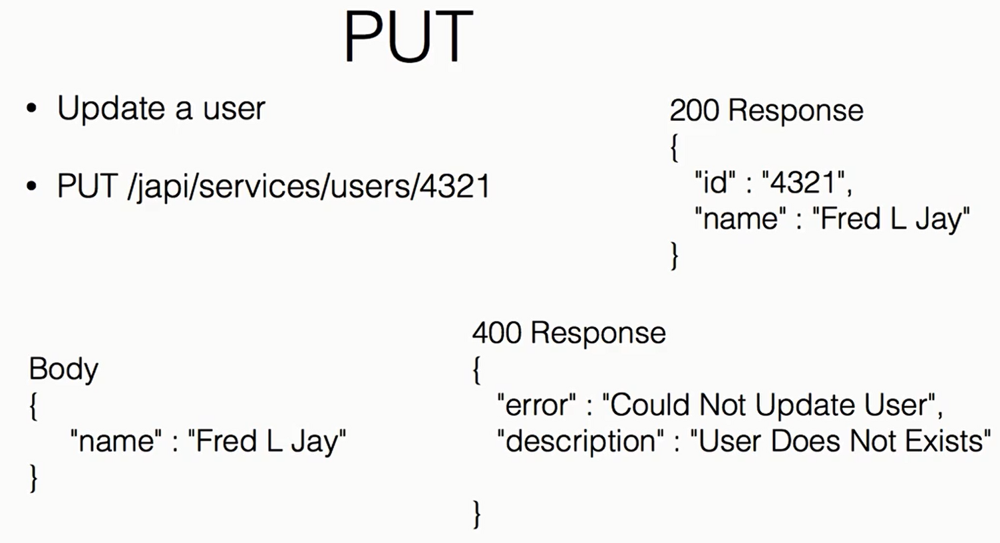 PUT
• Update a user
• PUT /japi/services/users/4321
200 Response
{
"id" : "4321",
"name" : "Fred L Jay"
}
Body
{
"name" : "Fred L Jay"
}
400 Response
{
"error" : "Could Not Update User",
"description" : "User Does Not Exists"
}